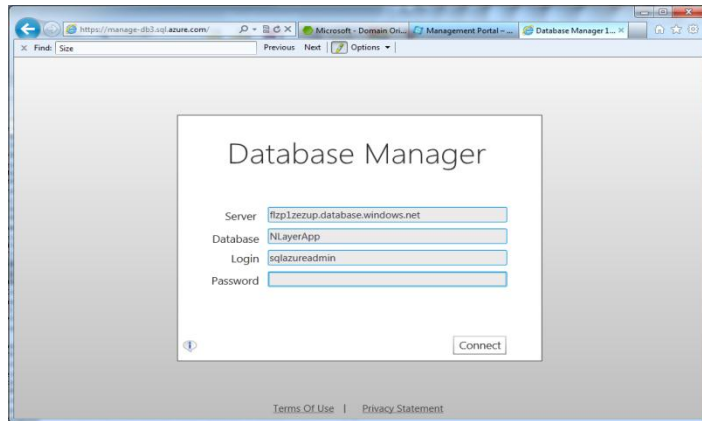 https://manage-db3.sql.azure.com/
Microsoft - Domain Ori...
Management Portal – ...
Database Manager 1...
Find: Size
Previous Next Options
Database Manager
Server flzp1zezup.database.windows.net
Database NLayerApp
Login sqlazureadmin
Password
Connect
Terms Of Use | Privacy Statement